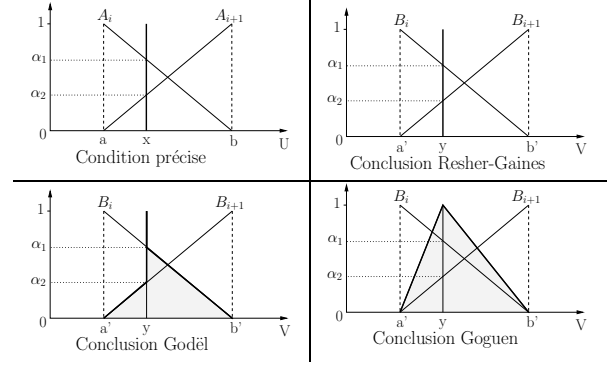 1 A_i A_{i+1}
α_1
α_2
0
a x b U
Condition précise
1 B_i B_{i+1}
α_1
α_2
0
a' y b' V
Conclusion Resher-Gaines
1 B_i B_{i+1}
α_1
α_2
0
a' y b' V
Conclusion Godël
1 B_i B_{i+1}
α_1
α_2
0
a' y b' V
Conclusion Goguen